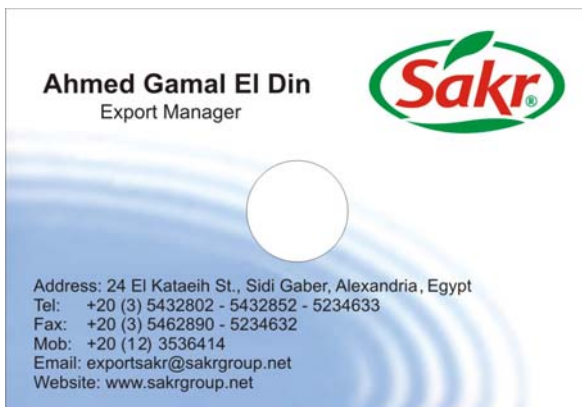 Ahmed Gamal El Din
Export Manager
Sakr®
Address: 24 El Kataeih St., Sidi Gaber, Alexandria, Egypt
Tel: +20 (3) 5432802 - 5432852 - 5234633
Fax: +20 (3) 5462890 - 5234632
Mob: +20 (12) 3536414
Email: exportsakr@sakrgroup.net
Website: www.sakrgroup.net